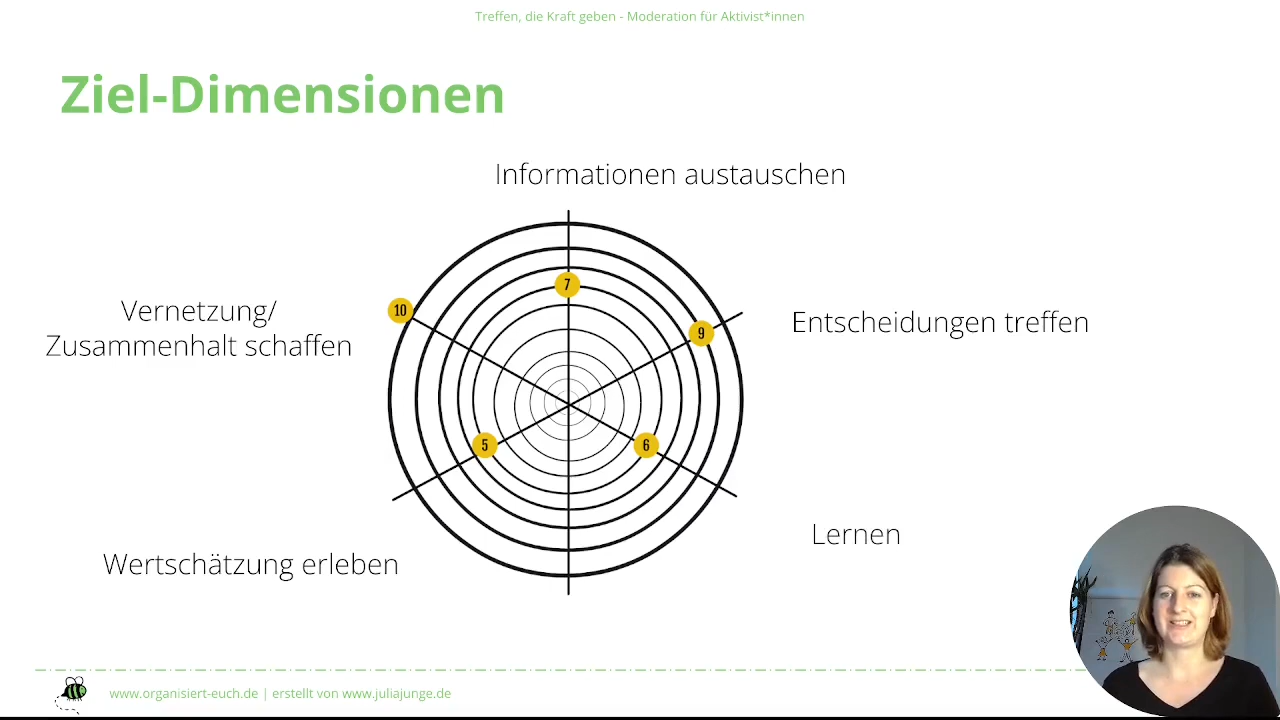 Treffen, die Kraft geben - Moderation für Aktivist*innen
Ziel-Dimensionen
Informationen austauschen
Vernetzung/
Zusammenhalt schaffen
10
7
9
Entscheidungen treffen
5
6
Wertschätzung erleben
Lernen
www.organisiert-euch.de | erstellt von www.juliajunge.de